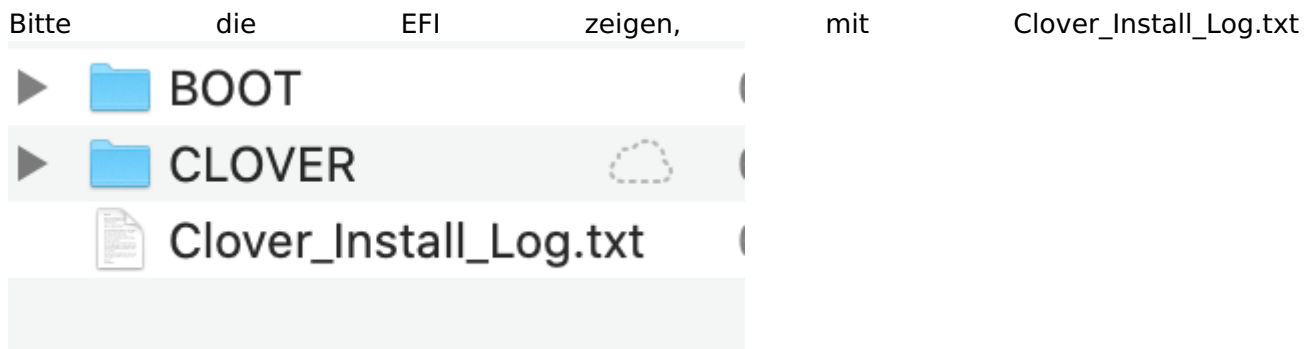 Bitte die EFI zeigen, mit Clover_Install_Log.txt
BOOT
CLOVER
Clover_Install_Log.txt